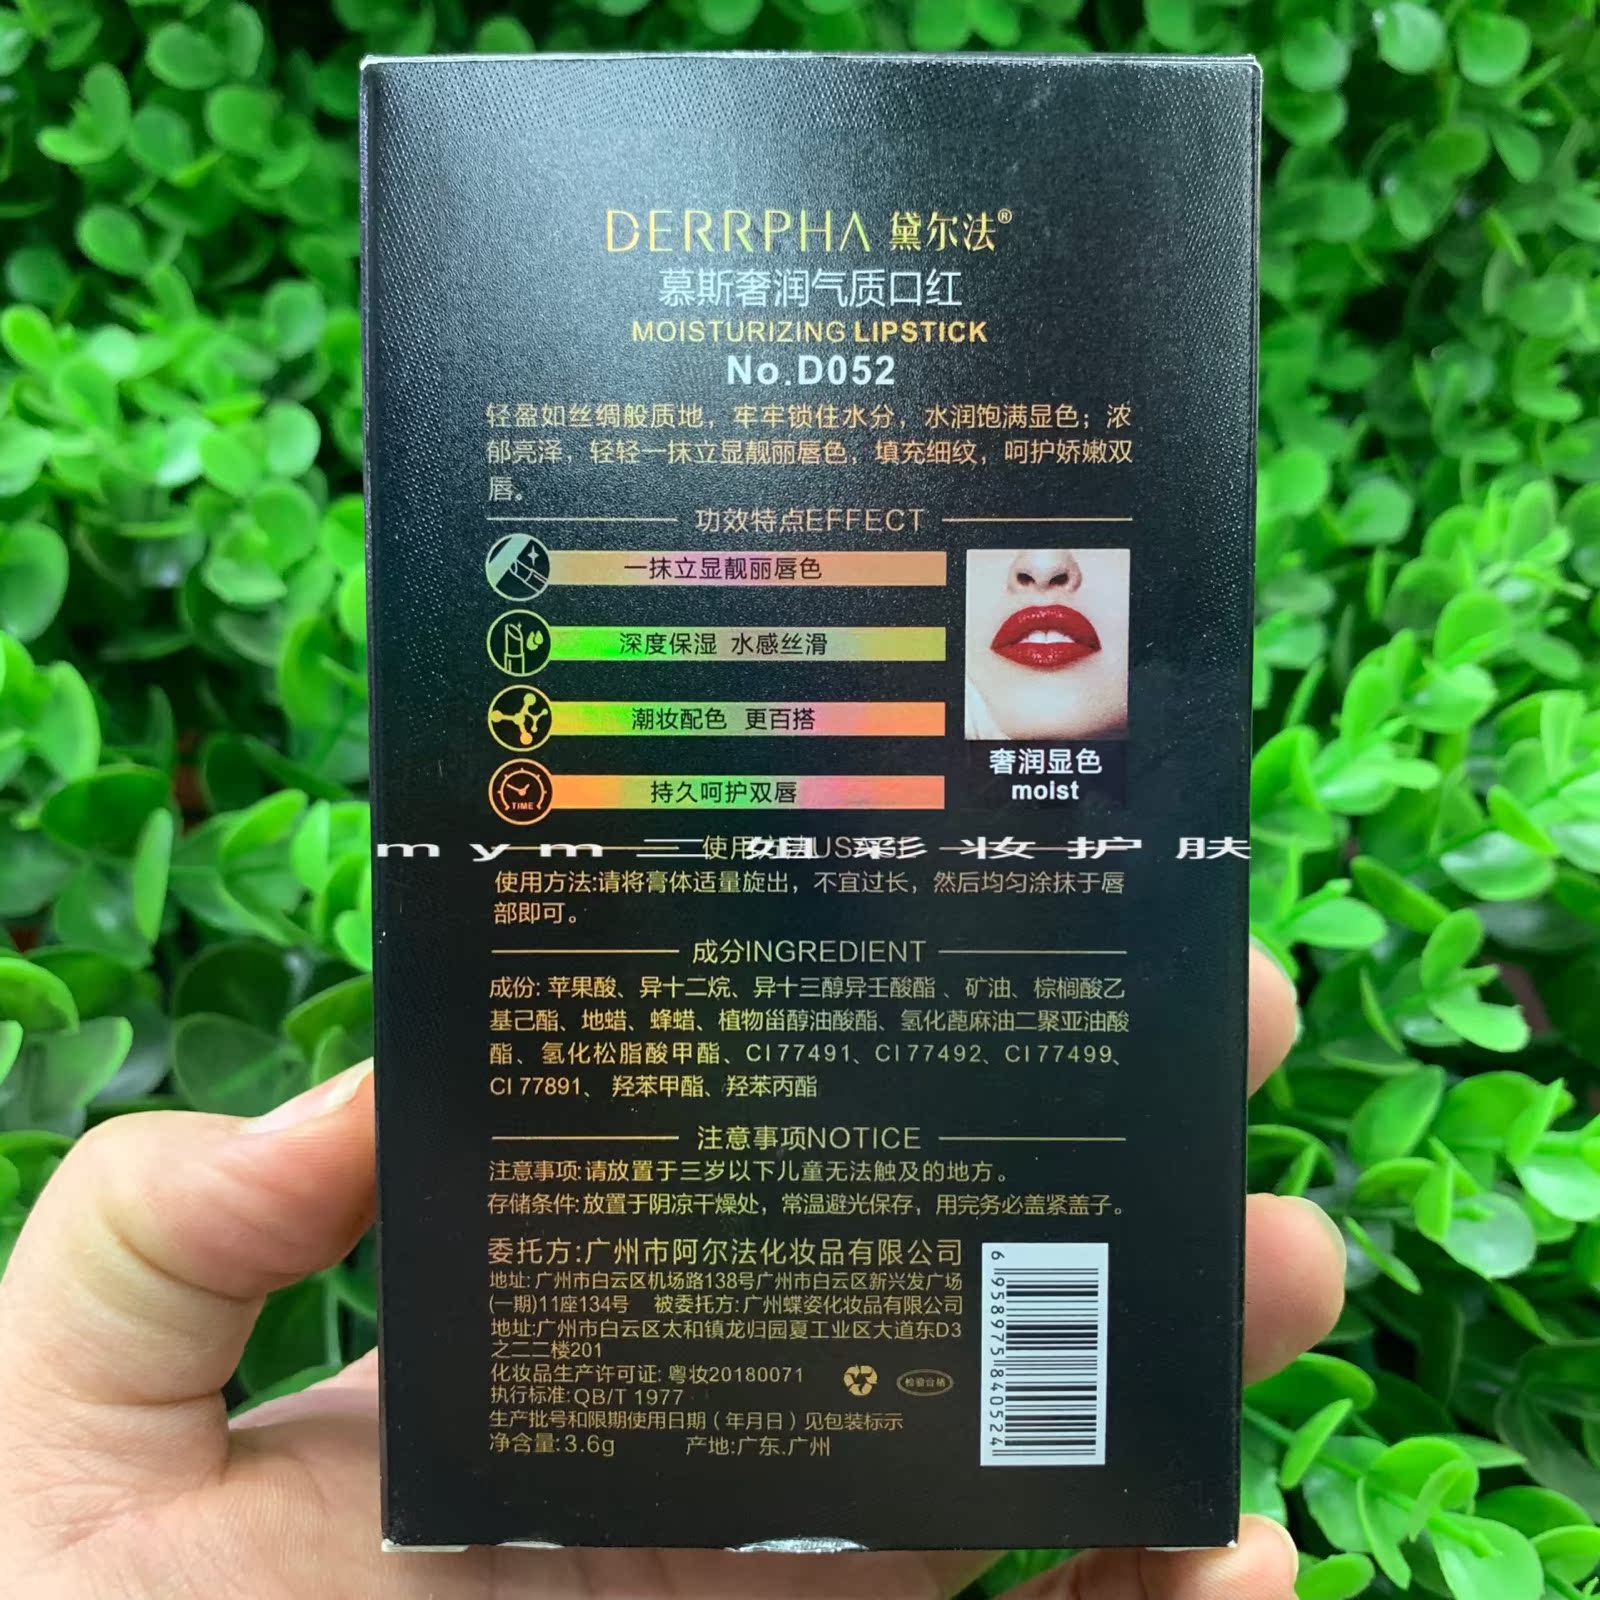 DERRPHA 黛尔法®
慕斯奢润气质口红
MOISTURIZING LIPSTICK
No.D052
轻盈如丝绸般质地，牢牢锁住水分，水润饱满显色；浓
郁亮泽，轻轻一抹立显靓丽唇色，填充细纹，呵护娇嫩双
唇。
功效特点EFFECT
一抹立显靓丽唇色
深度保湿 水感丝滑
潮妆配色 更百搭
TIME
持久呵护双唇
奢润显色
moist
使用方法USAGE
mym二姐彩妆护肤
使用方法:请将膏体适量旋出，不宜过长，然后均匀涂抹于唇
部即可。
成分INGREDIENT
成份: 苹果酸、异十二烷、异十三醇异壬酸酯、矿油、棕榈酸乙
基己酯、地蜡、蜂蜡、植物甾醇油酸酯、氢化蓖麻油二聚亚油酸
酯、氢化松脂酸甲酯、CI 77491、CI 77492、CI 77499、
CI 77891、 羟苯甲酯、羟苯丙酯
注意事项NOTICE
注意事项:请放置于三岁以下儿童无法触及的地方。
存储条件:放置于阴凉干燥处，常温避光保存，用完务必盖紧盖子。
委托方:广州市阿尔法化妆品有限公司
地址: 广州市白云区机场路138号广州市白云区新兴发广场
(一期)11座134号 被委托方: 广州蝶姿化妆品有限公司
地址:广州市白云区太和镇龙归园夏工业区大道东D3
之二二楼201
化妆品生产许可证: 粤妆20180071
检验合格
执行标准:QB/T 1977
生产批号和限期使用日期（年月日）见包装标示
净含量:3.6g 产地:广东.广州
6 958975 840524